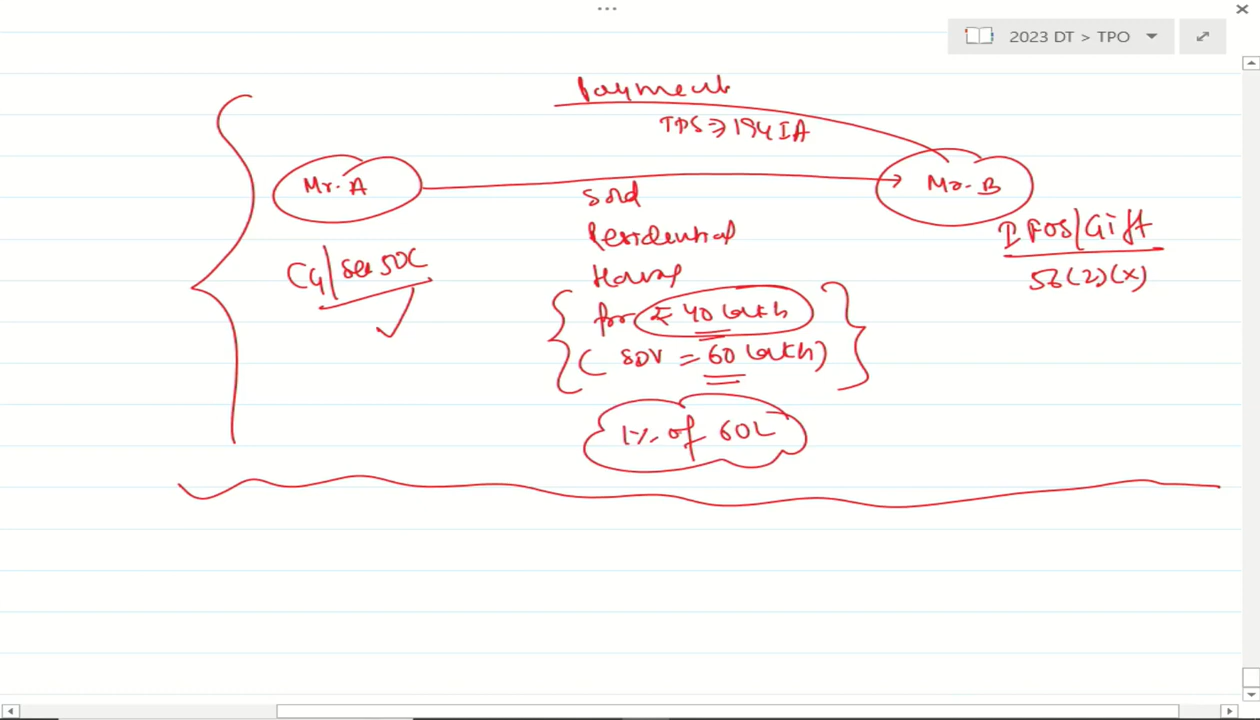 2023 DT > TPO
Payment
TDS ⇒ 194IA
Mr. A
Mr. B
Sold
Residential
House
for ₹ 40 lakh
(SDV = 60 lakh)
1% of 60L
CG/Sec 50C
IFOS/Gift
56(2)(x)